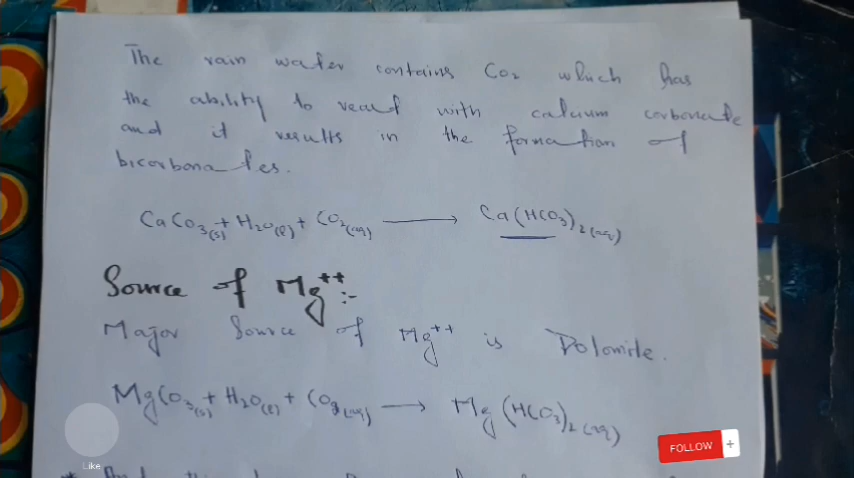 The rain water contains CO2 which has
the ability to react with calcium carbonate
and it results in the formation of
bicarbonates.
CaCO3(s) + H2O(l) + CO2(aq) ⟶ Ca(HCO3)2(aq)
Source of Mg++ :-
Major Source of Mg++ is Dolomite.
MgCO3(s) + H2O(l) + CO2(aq) ⟶ Mg(HCO3)2(aq)
FOLLOW +
Like